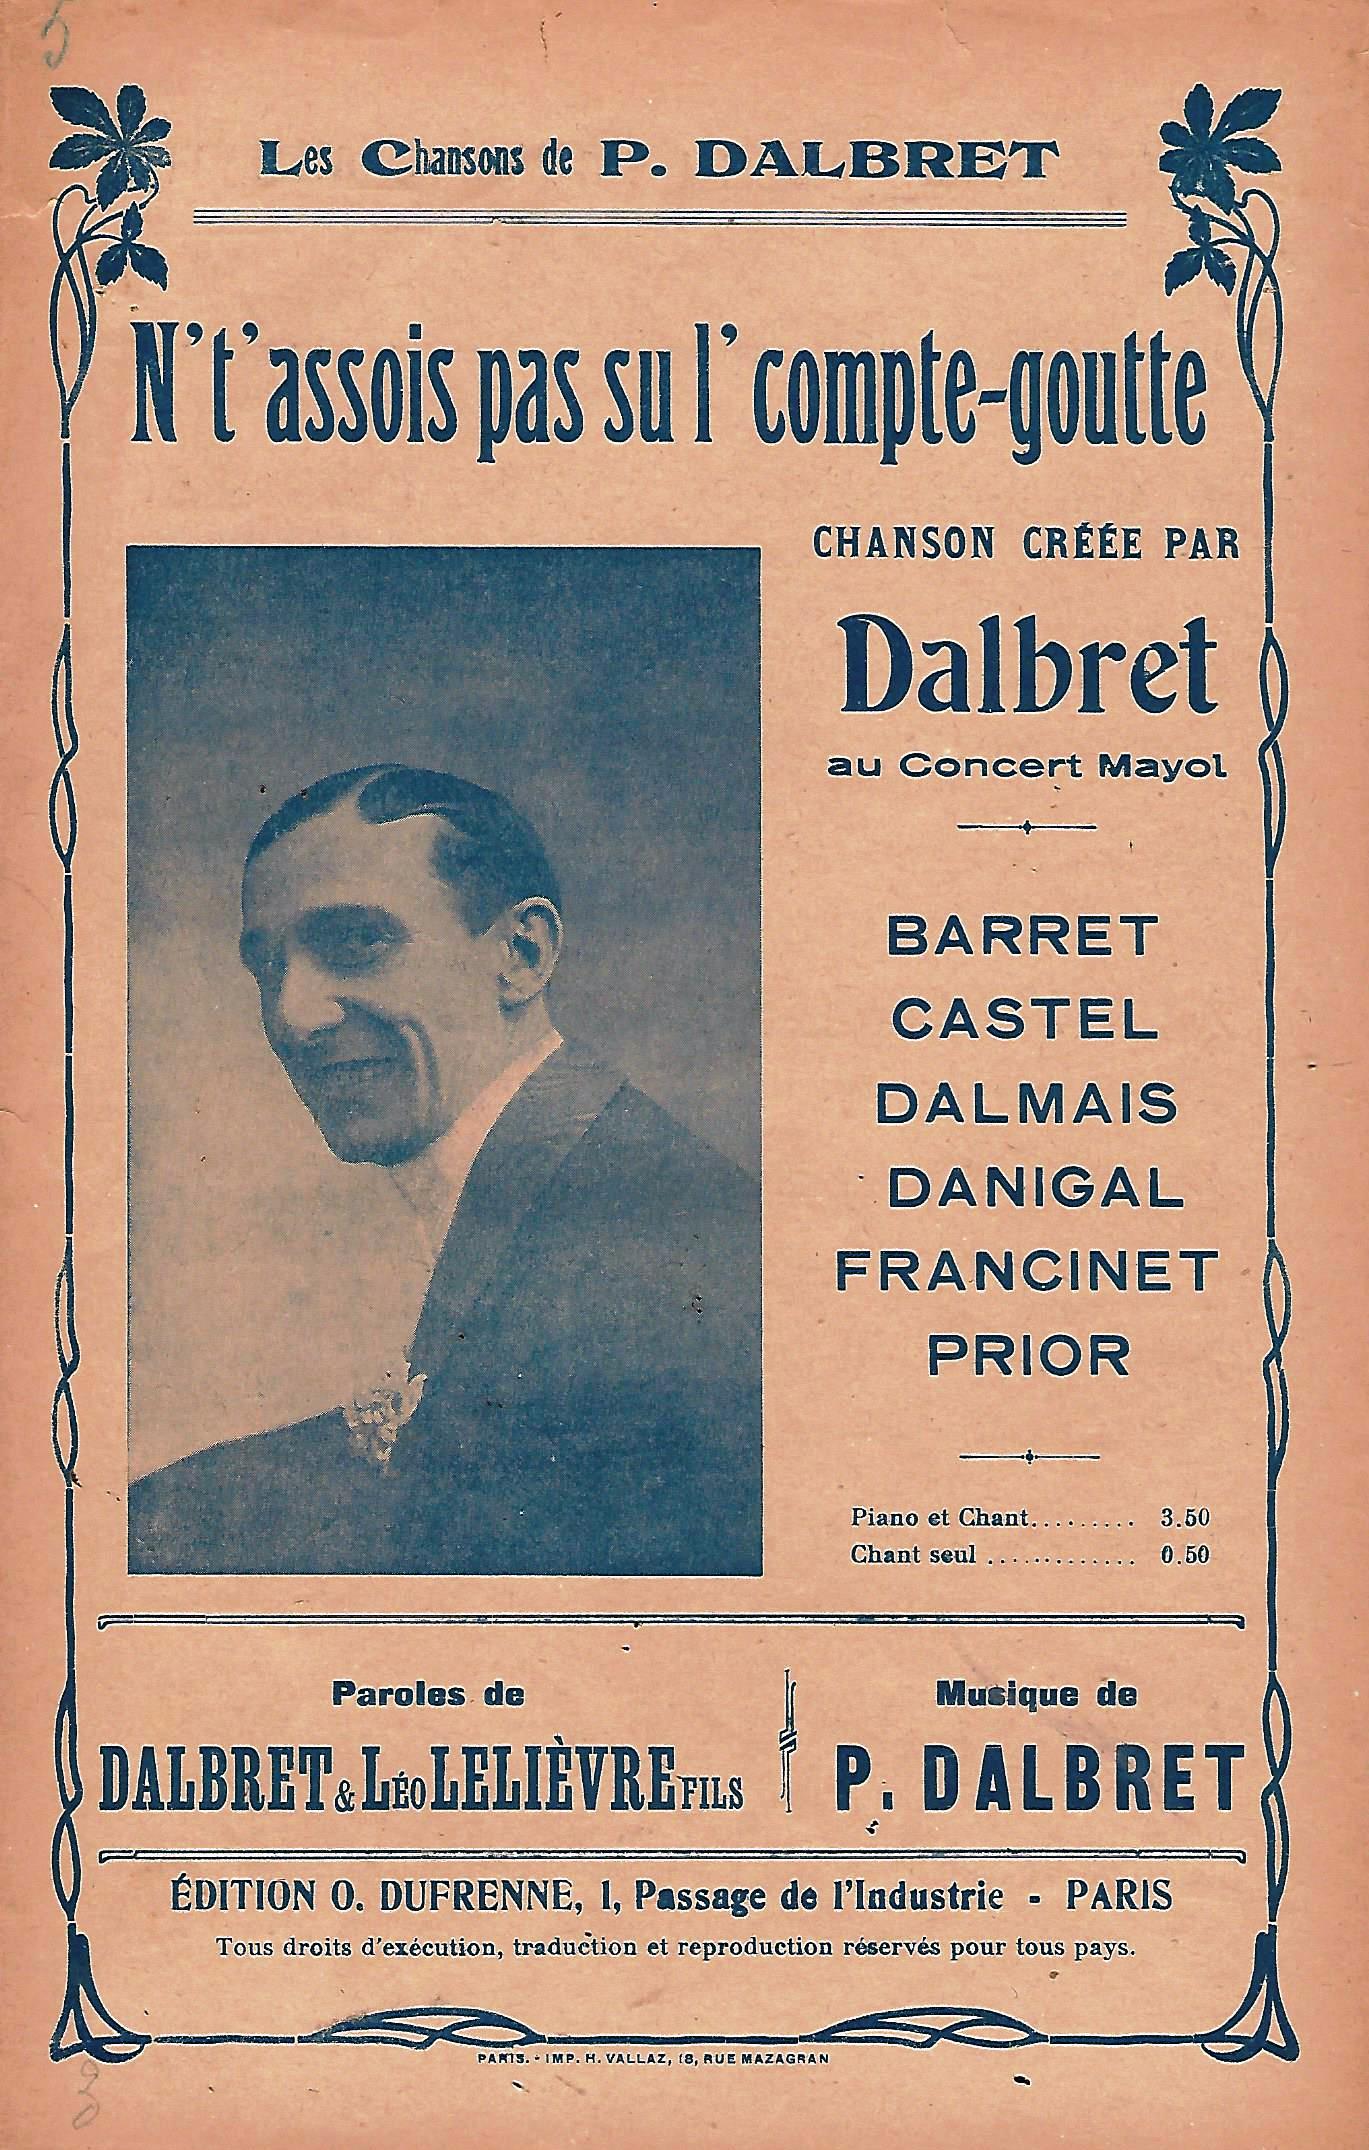 5
Les Chansons de P. DALBRET
N't'assois pas su l'compte-goutte
CHANSON CRÉÉE PAR
Dalbret
au Concert Mayol
BARRET
CASTEL
DALMAIS
DANIGAL
FRANCINET
PRIOR
Piano et Chant......... 3.50
Chant seul ............. 0.50
Paroles de
DALBRET & LÉO LELIÈVRE FILS
Musique de
P. DALBRET
ÉDITION O. DUFRENNE, 1, Passage de l'Industrie - PARIS
Tous droits d'exécution, traduction et reproduction réservés pour tous pays.
PARIS. - IMP. H. VALLAZ, 18, RUE MAZAGRAN